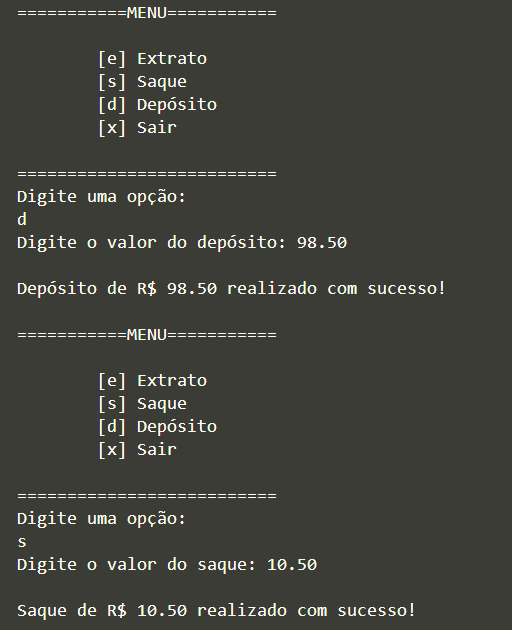 ===========MENU===========
[e] Extrato
[s] Saque
[d] Depósito
[x] Sair
==========================
Digite uma opção:
d
Digite o valor do depósito: 98.50
Depósito de R$ 98.50 realizado com sucesso!
===========MENU===========
[e] Extrato
[s] Saque
[d] Depósito
[x] Sair
==========================
Digite uma opção:
s
Digite o valor do saque: 10.50
Saque de R$ 10.50 realizado com sucesso!